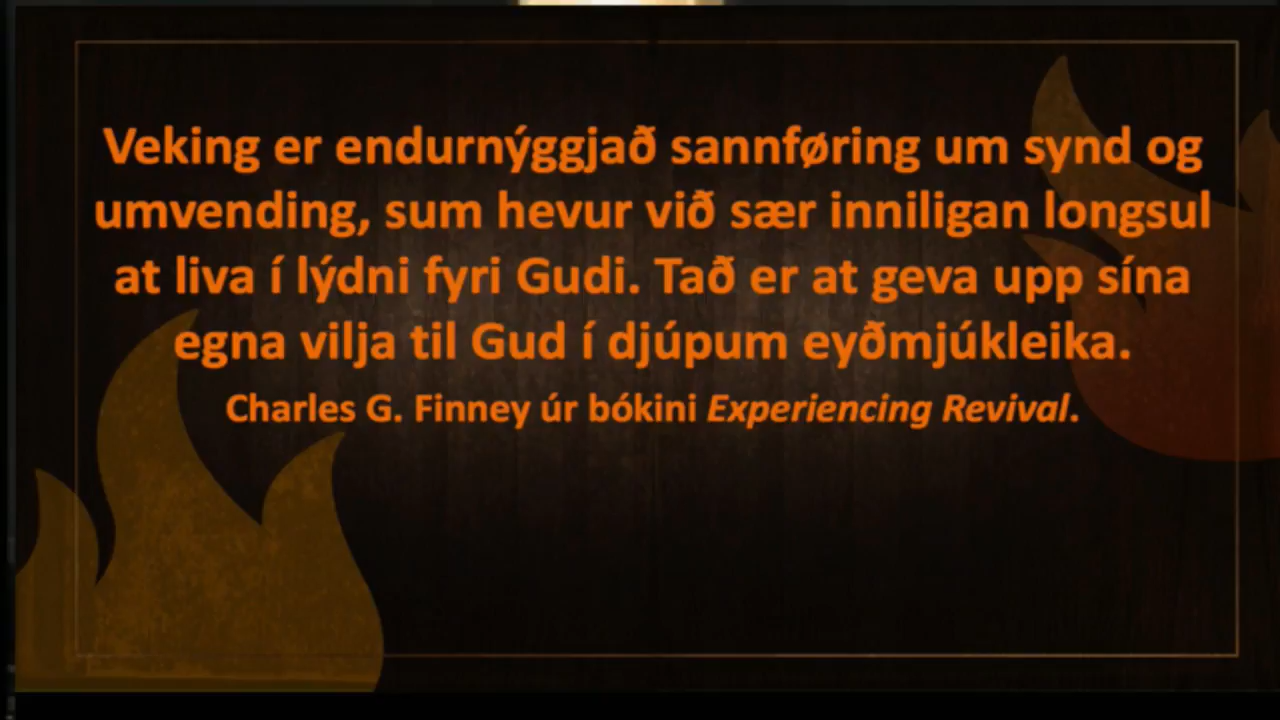 Veking er endurnýggjað sannføring um synd og
umvending, sum hevur við sær inniligan longsul
at liva í lýdni fyri Gudi. Tað er at geva upp sína
egna vilja til Gud í djúpum eyðmjúkleika.
Charles G. Finney úr bókini Experiencing Revival.